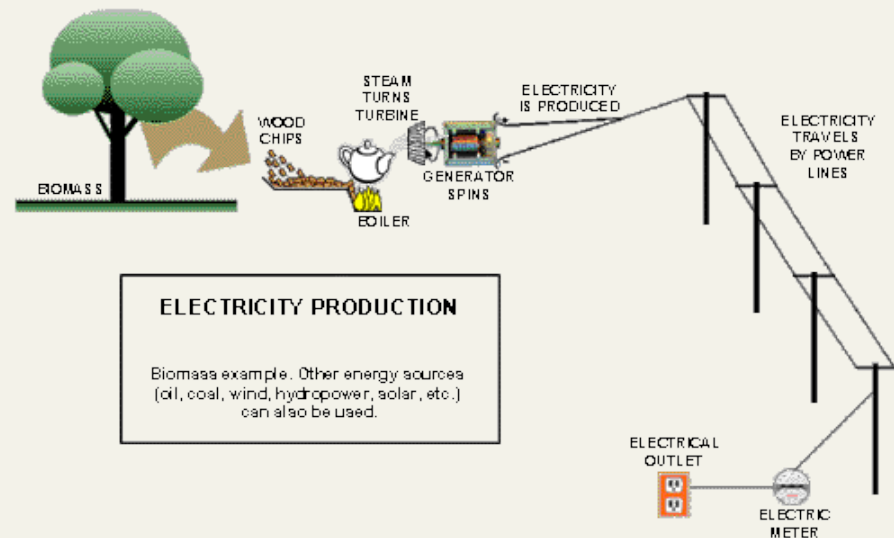 BIOMASS
WOOD
CHIPS
STEAM
TURNS
TURBINE
BOILER
GENERATOR
SPINS
ELECTRICITY
IS PRODUCED
ELECTRICITY
TRAVELS
BY POWER
LINES
ELECTRICITY PRODUCTION
Biomass example. Other energy sources
(oil, coal, wind, hydropower, solar, etc.)
can also be used.
ELECTRICAL
OUTLET
ELECTRIC
METER